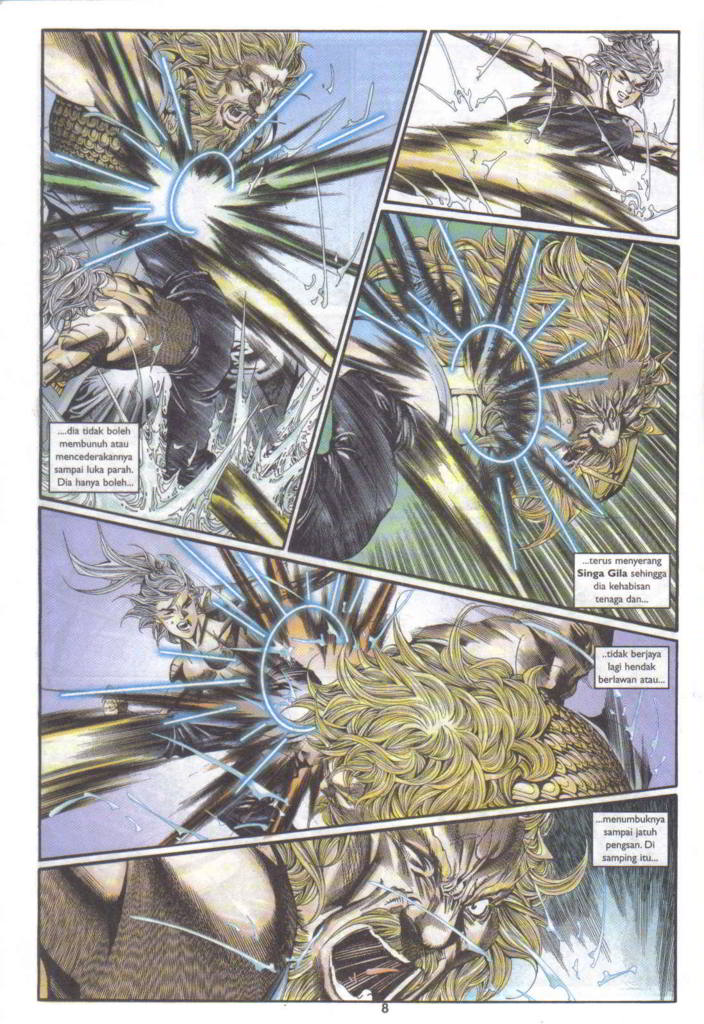 ....dia tidak boleh
membunuh atau
mencederakannya
sampai luka parah.
Dia hanya boleh...
...terus menyerang
Singa Gila sehingga
dia kehabisan
tenaga dan...
..tidak berjaya
lagi hendak
berlawan atau...
...menumbuknya
sampai jatuh
pengsan. Di
samping itu...
8